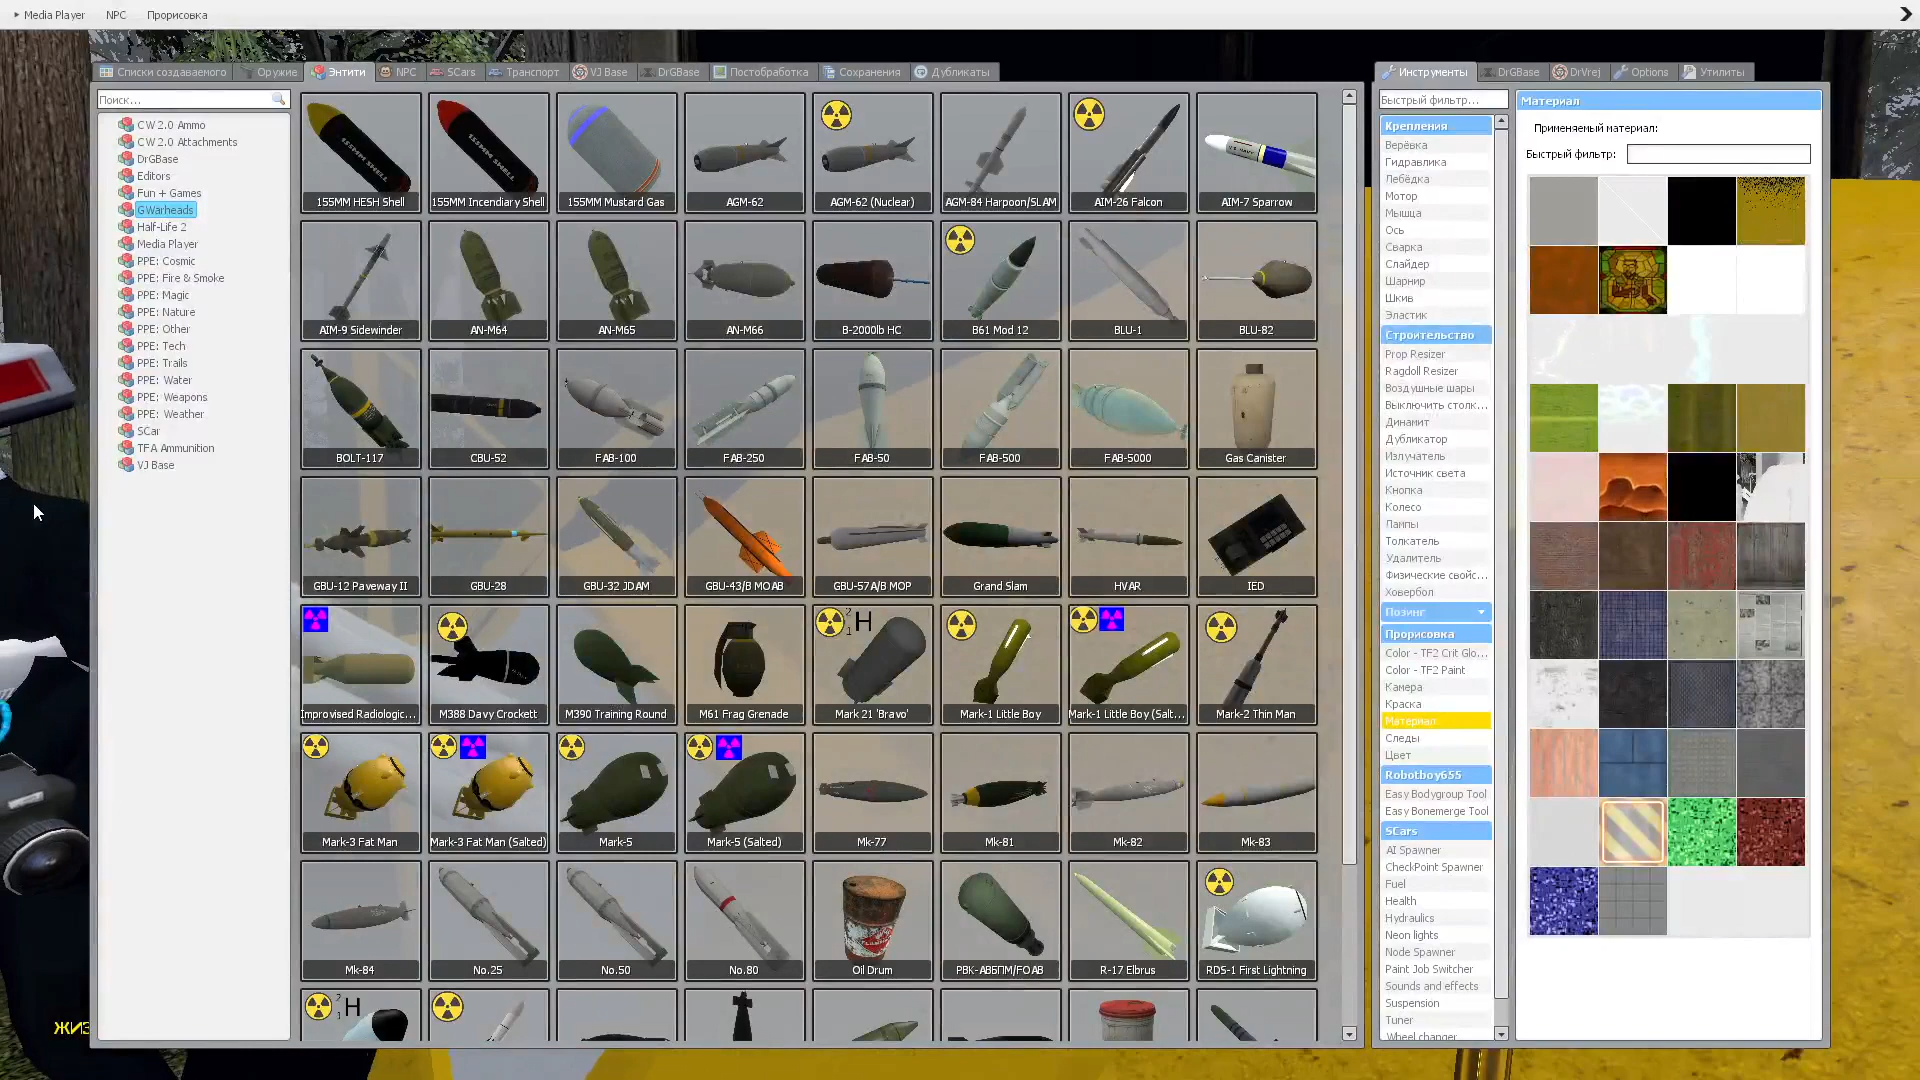 Media Player NPC Прорисовка
Списки создаваемого Оружие Энтити NPC SCars Транспорт VJ Base DrGBase Постобработка Сохранения Дубликаты
Инструменты DrGBase DrVrej Options Утилиты
Поиск...
CW 2.0 Ammo
CW 2.0 Attachments
DrGBase
Editors
Fun + Games
GWarheads
Half-Life 2
Media Player
PPE: Cosmic
PPE: Fire & Smoke
PPE: Magic
PPE: Nature
PPE: Other
PPE: Tech
PPE: Trails
PPE: Water
PPE: Weapons
PPE: Weather
SCar
TFA Ammunition
VJ Base
155MM HESH Shell 155MM Incendiary Shell 155MM Mustard Gas AGM-62 AGM-62 (Nuclear) AGM-84 Harpoon/SLAM AIM-26 Falcon AIM-7 Sparrow
AIM-9 Sidewinder AN-M64 AN-M65 AN-M66 B-2000lb HC B61 Mod 12 BLU-1 BLU-82
BOLT-117 CBU-52 FAB-100 FAB-250 FAB-50 FAB-500 FAB-5000 Gas Canister
GBU-12 Paveway II GBU-28 GBU-32 JDAM GBU-43/B MOAB GBU-57A/B MOP Grand Slam HVAR IED
2
1 H
Improvised Radiologic... M388 Davy Crockett M390 Training Round M61 Frag Grenade Mark 21 'Bravo' Mark-1 Little Boy Mark-1 Little Boy (Salt... Mark-2 Thin Man
Mark-3 Fat Man Mark-3 Fat Man (Salted) Mark-5 Mark-5 (Salted) Mk-77 Mk-81 Mk-82 Mk-83
Mk-84 No.25 No.50 No.80 Oil Drum РВК-АВБПМ/FOAB R-17 Elbrus RDS-1 First Lightning
2
1 H
ЖИЗ
Быстрый фильтр...
Крепления
Верёвка
Гидравлика
Лебёдка
Мотор
Мышца
Ось
Сварка
Слайдер
Шарнир
Шкив
Эластик
Строительство
Prop Resizer
Ragdoll Resizer
Воздушные шары
Выключить столк...
Динамит
Дубликатор
Излучатель
Источник света
Кнопка
Колесо
Лампы
Толкатель
Удалитель
Физические свойс...
Ховербол
Позинг
Прорисовка
Color - TF2 Crit Glo...
Color - TF2 Paint
Камера
Краска
Материал
Следы
Цвет
Robotboy655
Easy Bodygroup Tool
Easy Bonemerge Tool
SCars
AI Spawner
CheckPoint Spawner
Fuel
Health
Hydraulics
Neon lights
Node Spawner
Paint Job Switcher
Sounds and effects
Suspension
Tuner
Wheel changer
Материал
Применяемый материал:
Быстрый фильтр: